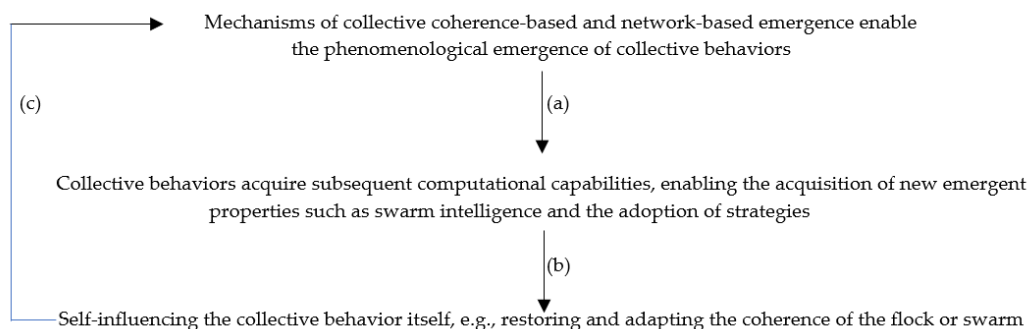 Mechanisms of collective coherence-based and network-based emergence enable
the phenomenological emergence of collective behaviors
(c)
(a)
Collective behaviors acquire subsequent computational capabilities, enabling the acquisition of new emergent
properties such as swarm intelligence and the adoption of strategies
(b)
Self-influencing the collective behavior itself, e.g., restoring and adapting the coherence of the flock or swarm